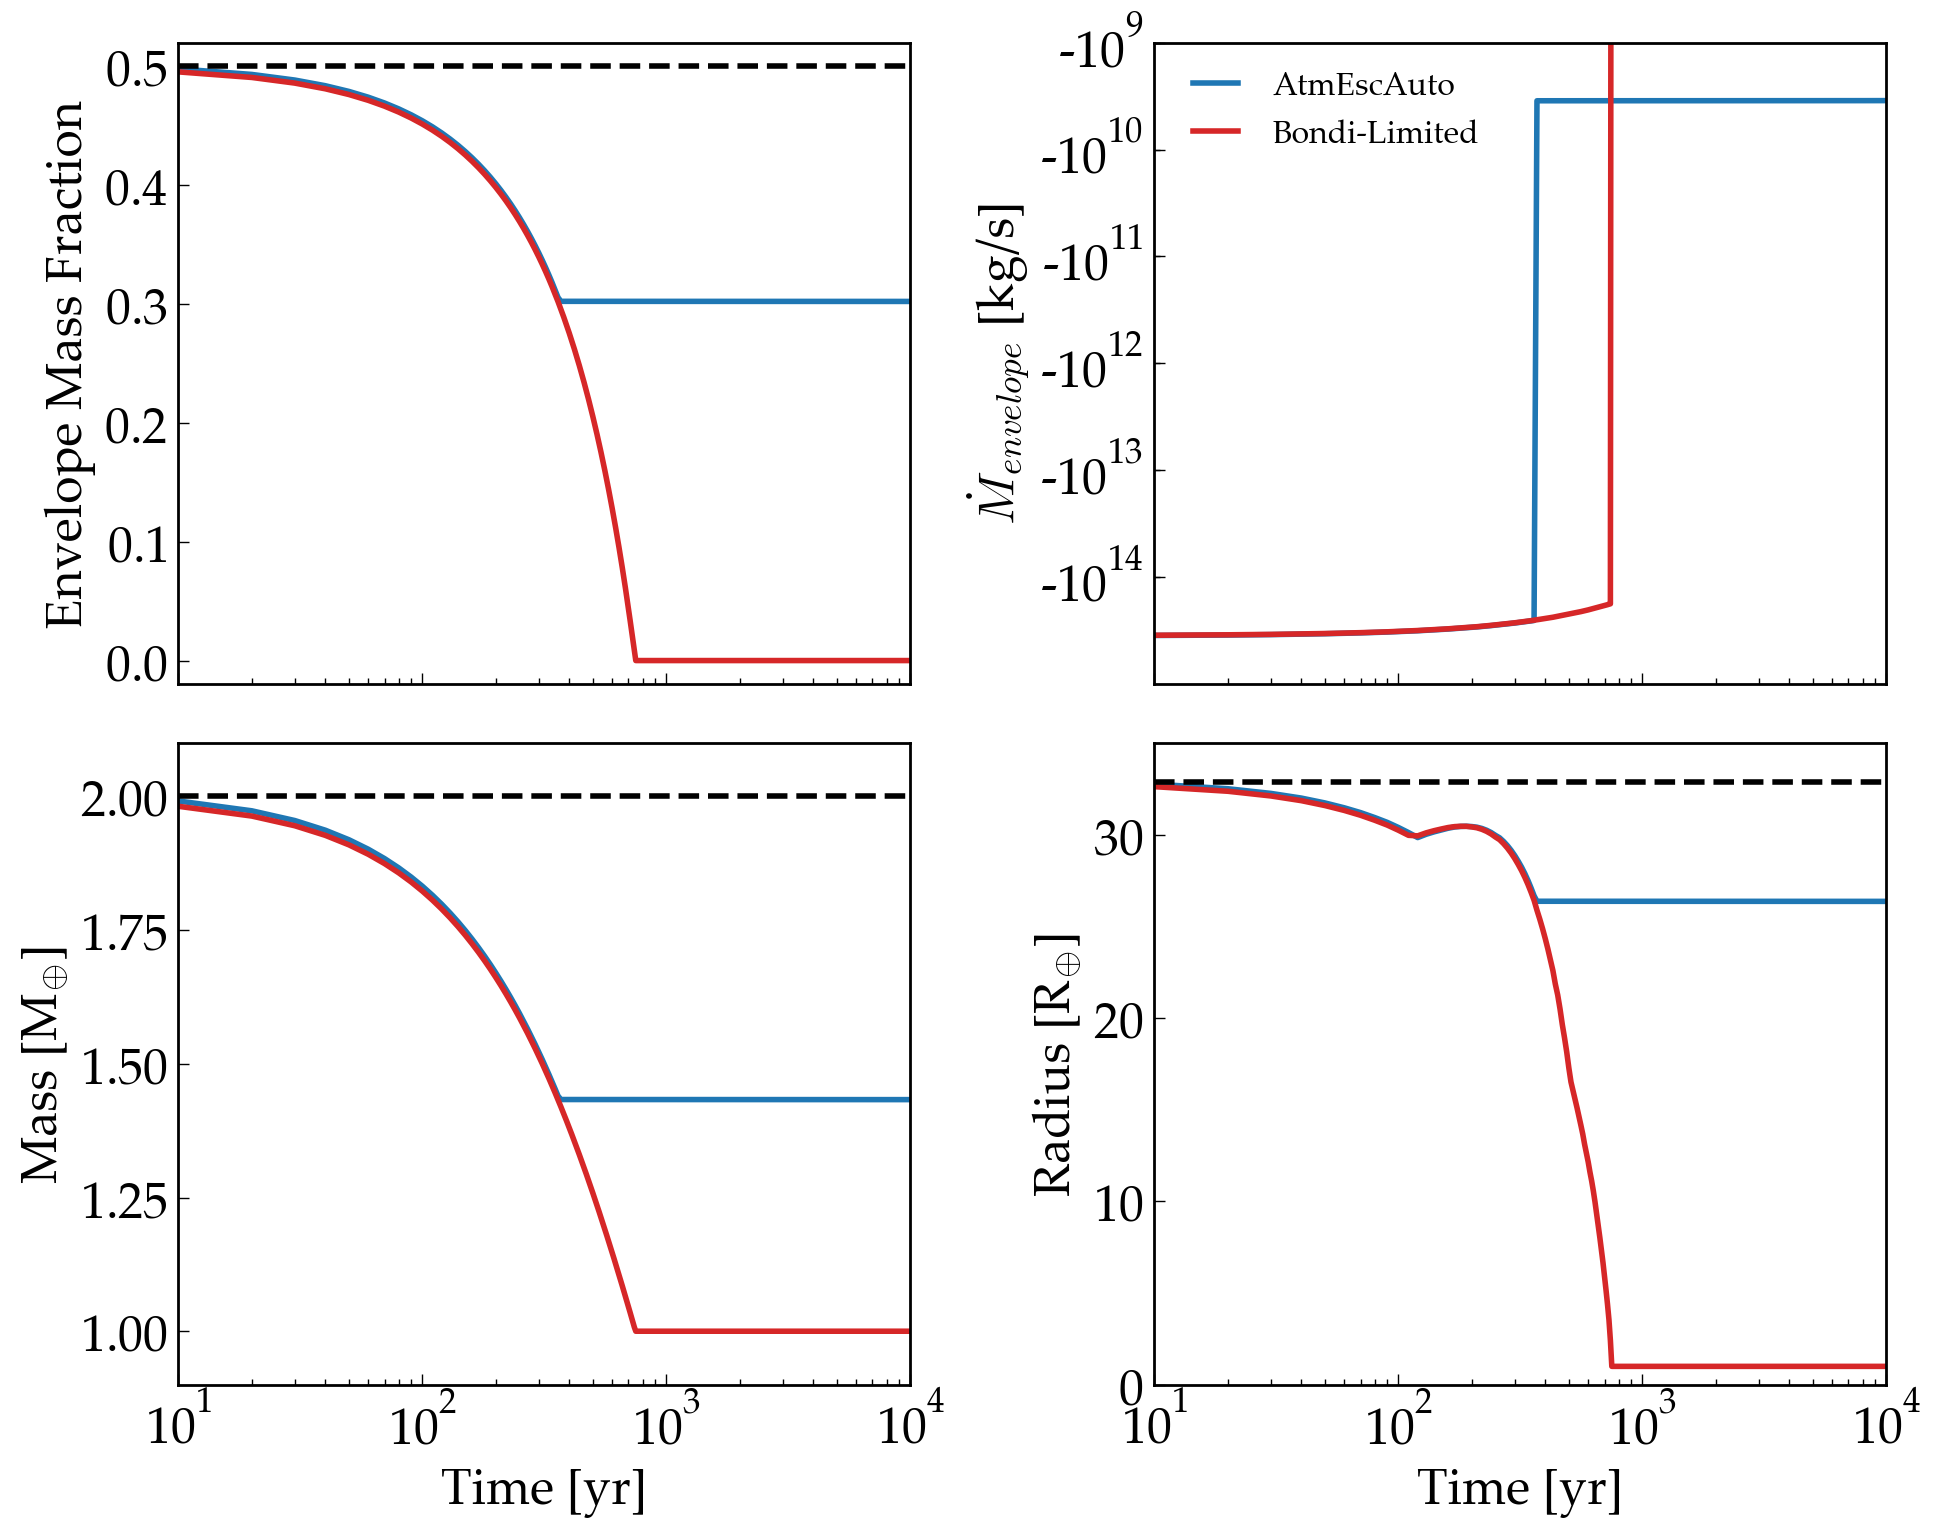 Envelope Mass Fraction
0.5
0.4
0.3
0.2
0.1
0.0
Ṁ_envelope [kg/s]
-10^9
-10^10
-10^11
-10^12
-10^13
-10^14
AtmEscAuto
Bondi-Limited
Mass [M⊕]
2.00
1.75
1.50
1.25
1.00
10^1 10^2 10^3 10^4
Time [yr]
Radius [R⊕]
30
20
10
0
10^1 10^2 10^3 10^4
Time [yr]